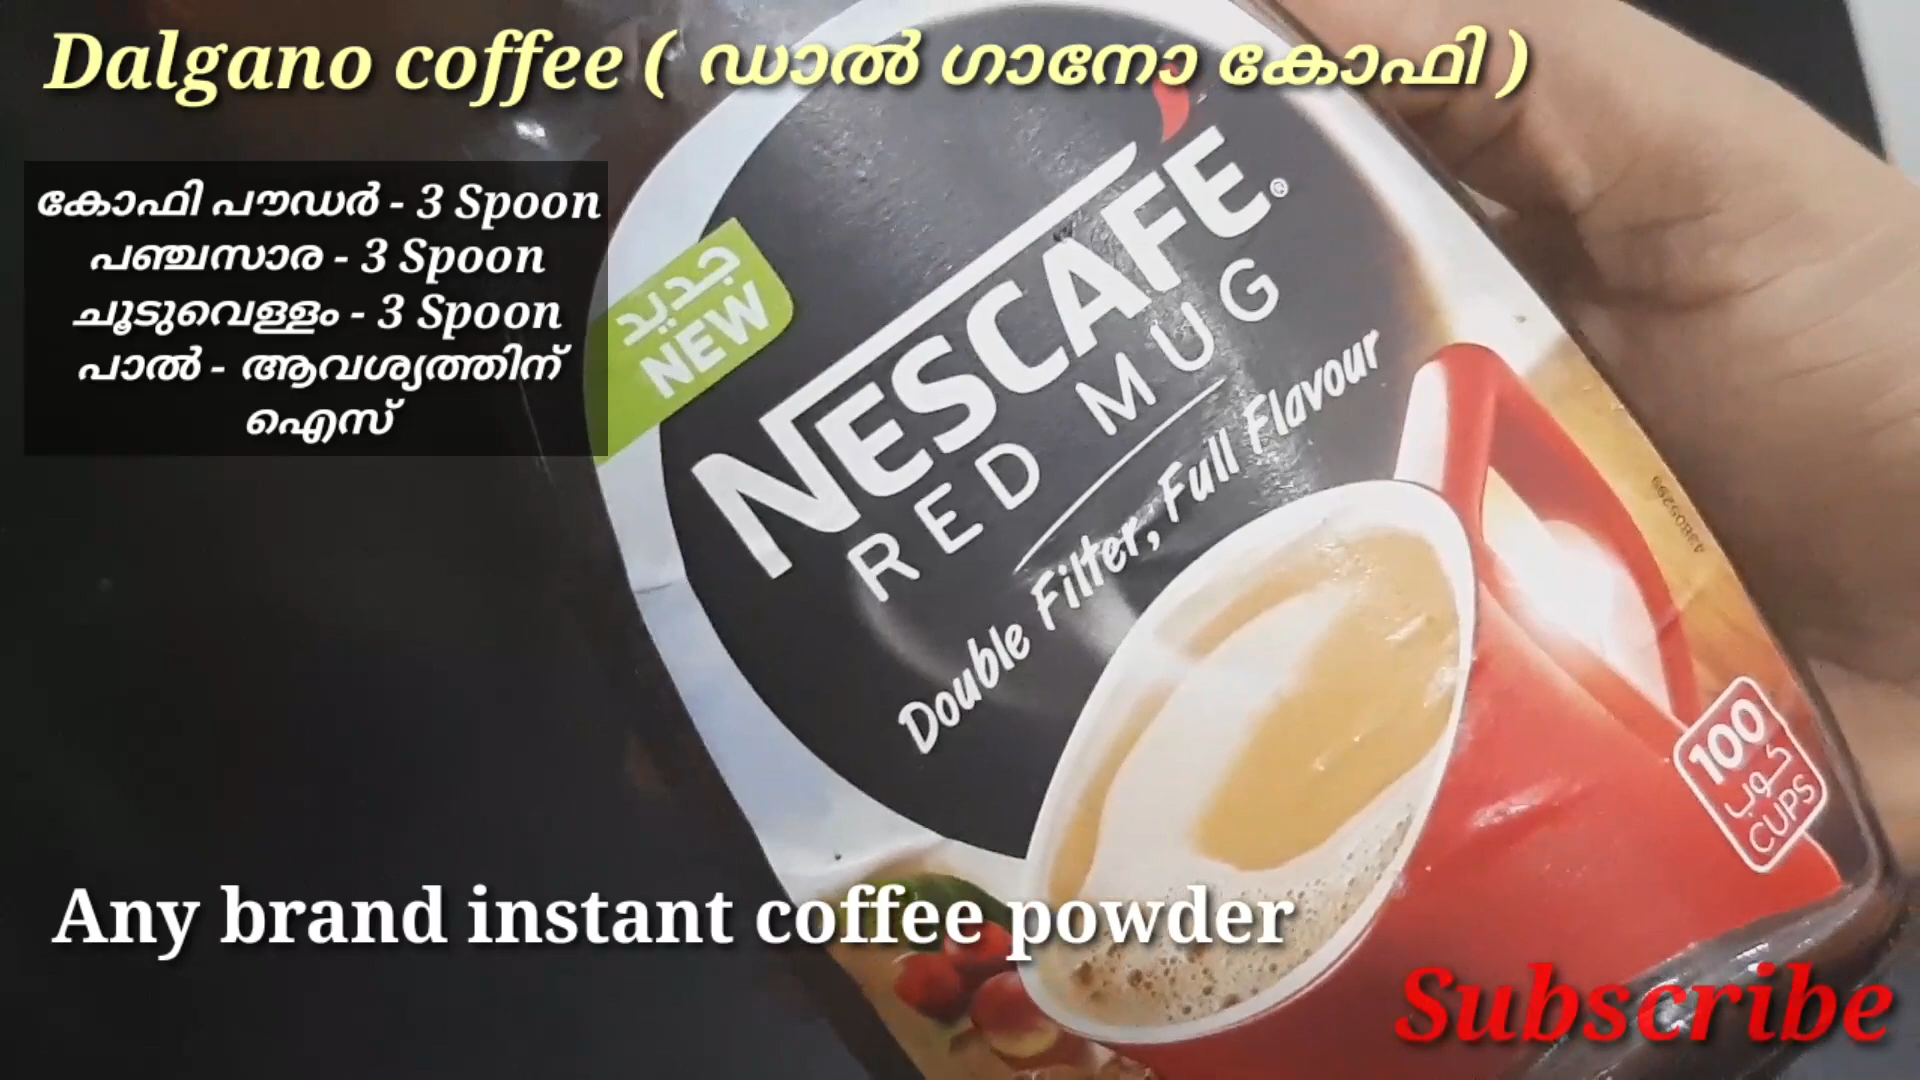 Dalgano coffee ( ഡാൽ ഗാനോ കോഫി )
കോഫി പൗഡർ - 3 Spoon
പഞ്ചസാര - 3 Spoon
ചൂടുവെള്ളം - 3 Spoon
പാൽ - ആവശ്യത്തിന്
ഐസ്
جديد
NEW
NESCAFÉ®
RED MUG
Double Filter, Full Flavour
100
كوب
CUPS
Any brand instant coffee powder
Subscribe